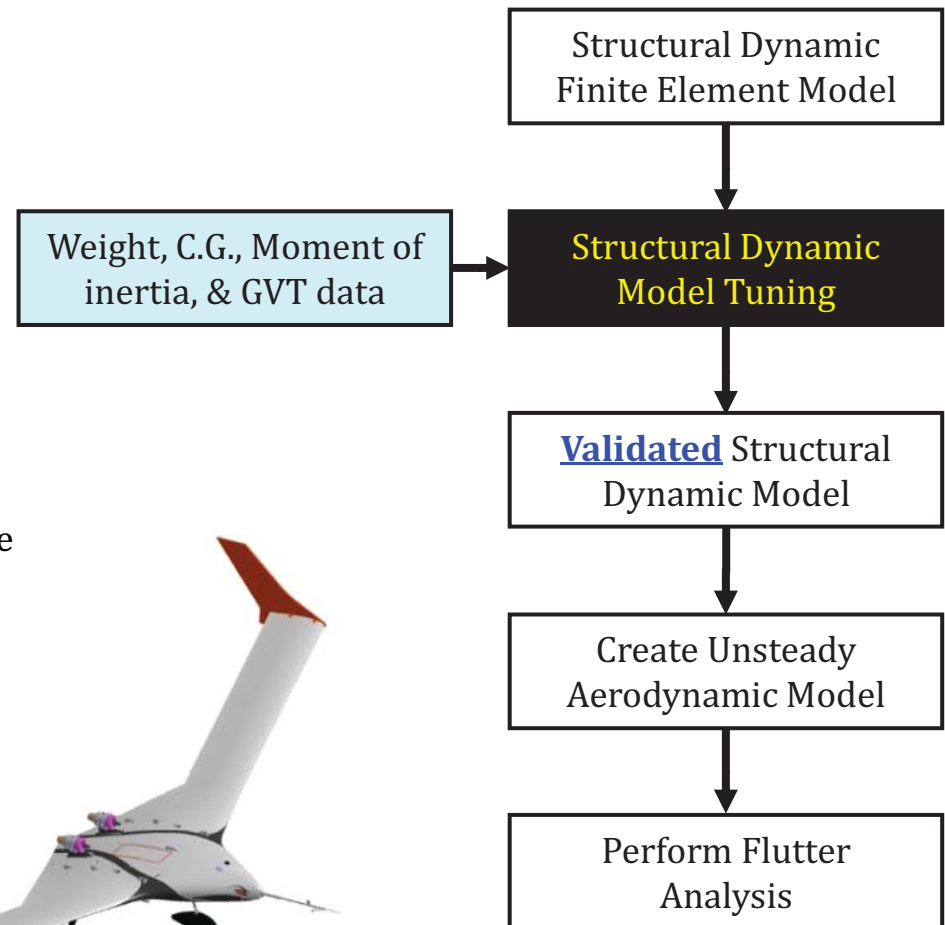 Structural Dynamic
Finite Element Model
Weight, C.G., Moment of
inertia, & GVT data
Structural Dynamic
Model Tuning
Validated Structural
Dynamic Model
e
Create Unsteady
Aerodynamic Model
Perform Flutter
Analysis